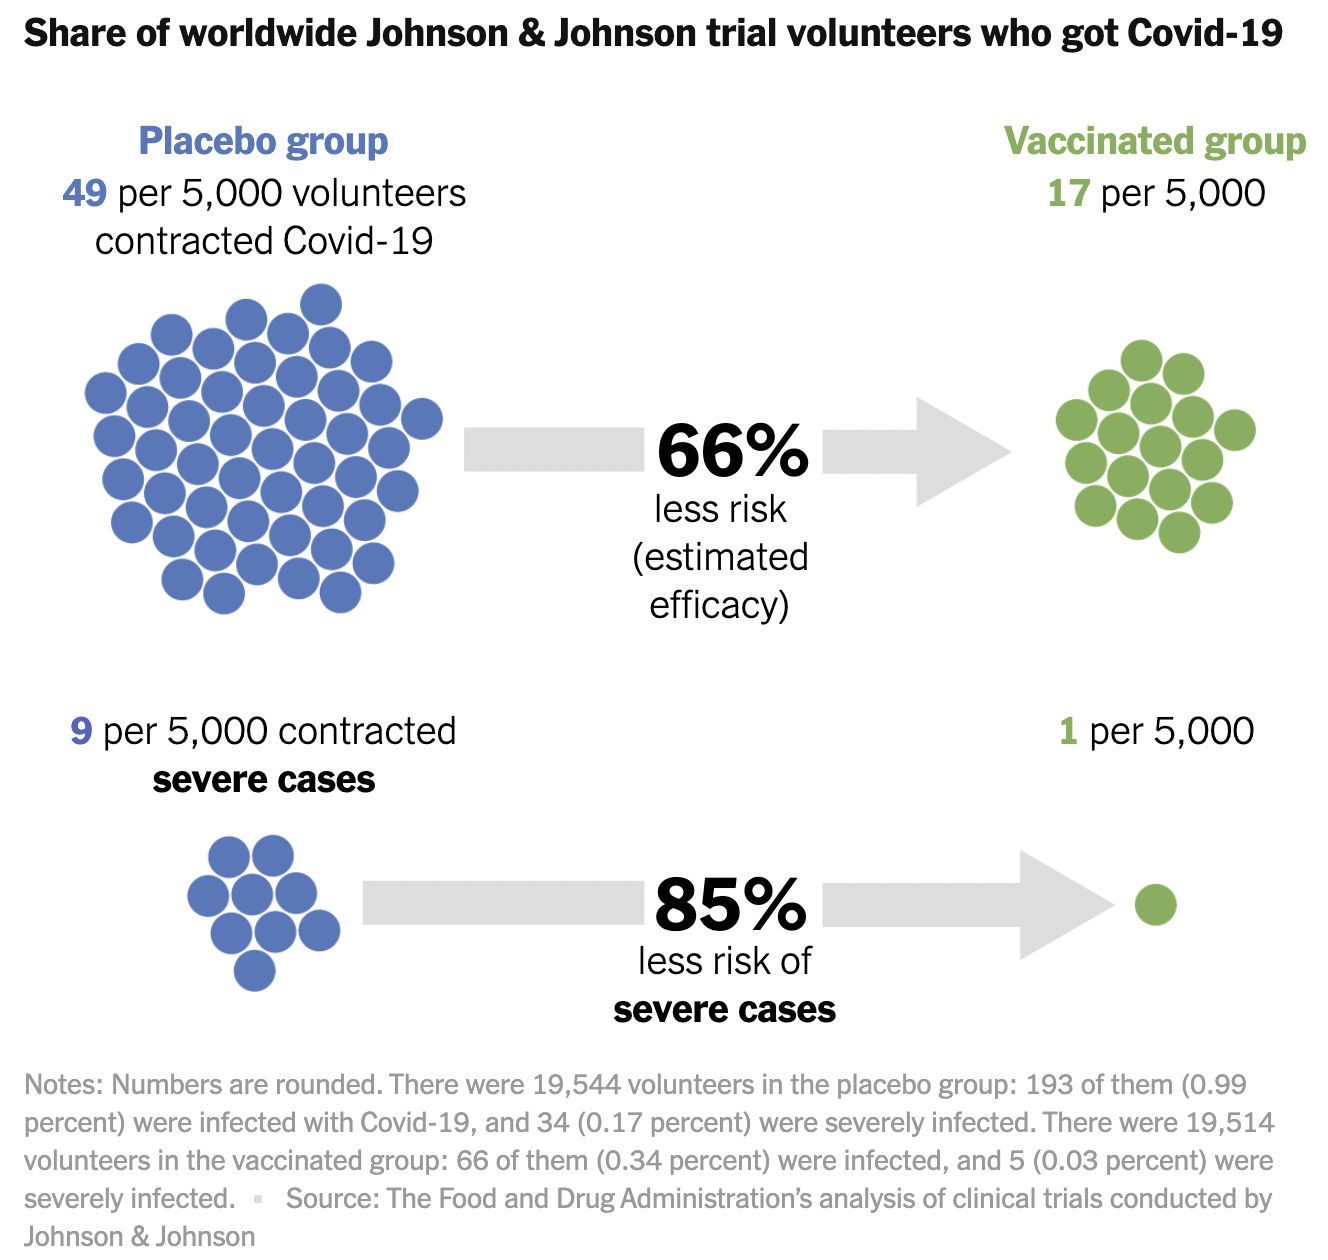 Share of worldwide Johnson & Johnson trial volunteers who got Covid-19
Placebo group
49 per 5,000 volunteers
contracted Covid-19
Vaccinated group
17 per 5,000
66%
less risk
(estimated
efficacy)
9 per 5,000 contracted
severe cases
1 per 5,000
85%
less risk of
severe cases
Notes: Numbers are rounded. There were 19,544 volunteers in the placebo group: 193 of them (0.99
percent) were infected with Covid-19, and 34 (0.17 percent) were severely infected. There were 19,514
volunteers in the vaccinated group: 66 of them (0.34 percent) were infected, and 5 (0.03 percent) were
severely infected. ▪ Source: The Food and Drug Administration’s analysis of clinical trials conducted by
Johnson & Johnson